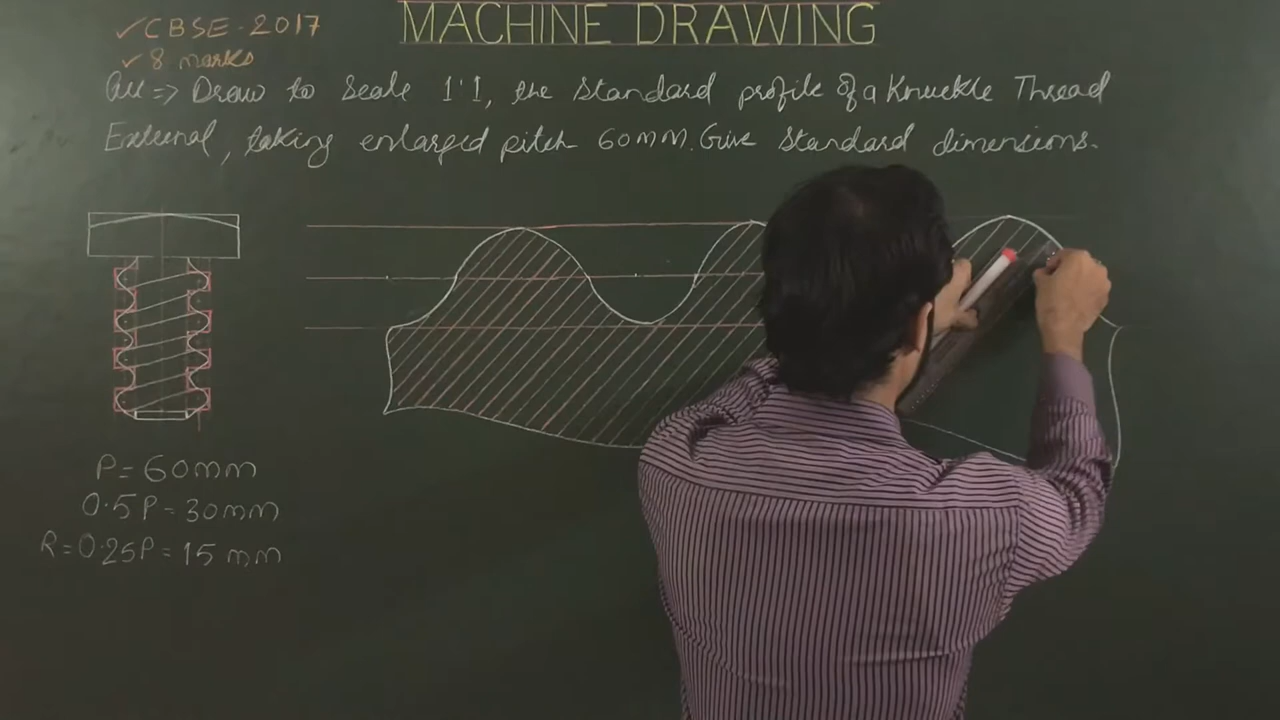 MACHINE DRAWING
✓ CBSE-2017
✓ 8 marks
Qu ⇒ Draw to Scale 1:1, the Standard profile of a Knuckle Thread
External, taking enlarged pitch 60MM. Give Standard dimensions.
P = 60mm
0.5P = 30mm
R = 0.25P = 15 mm